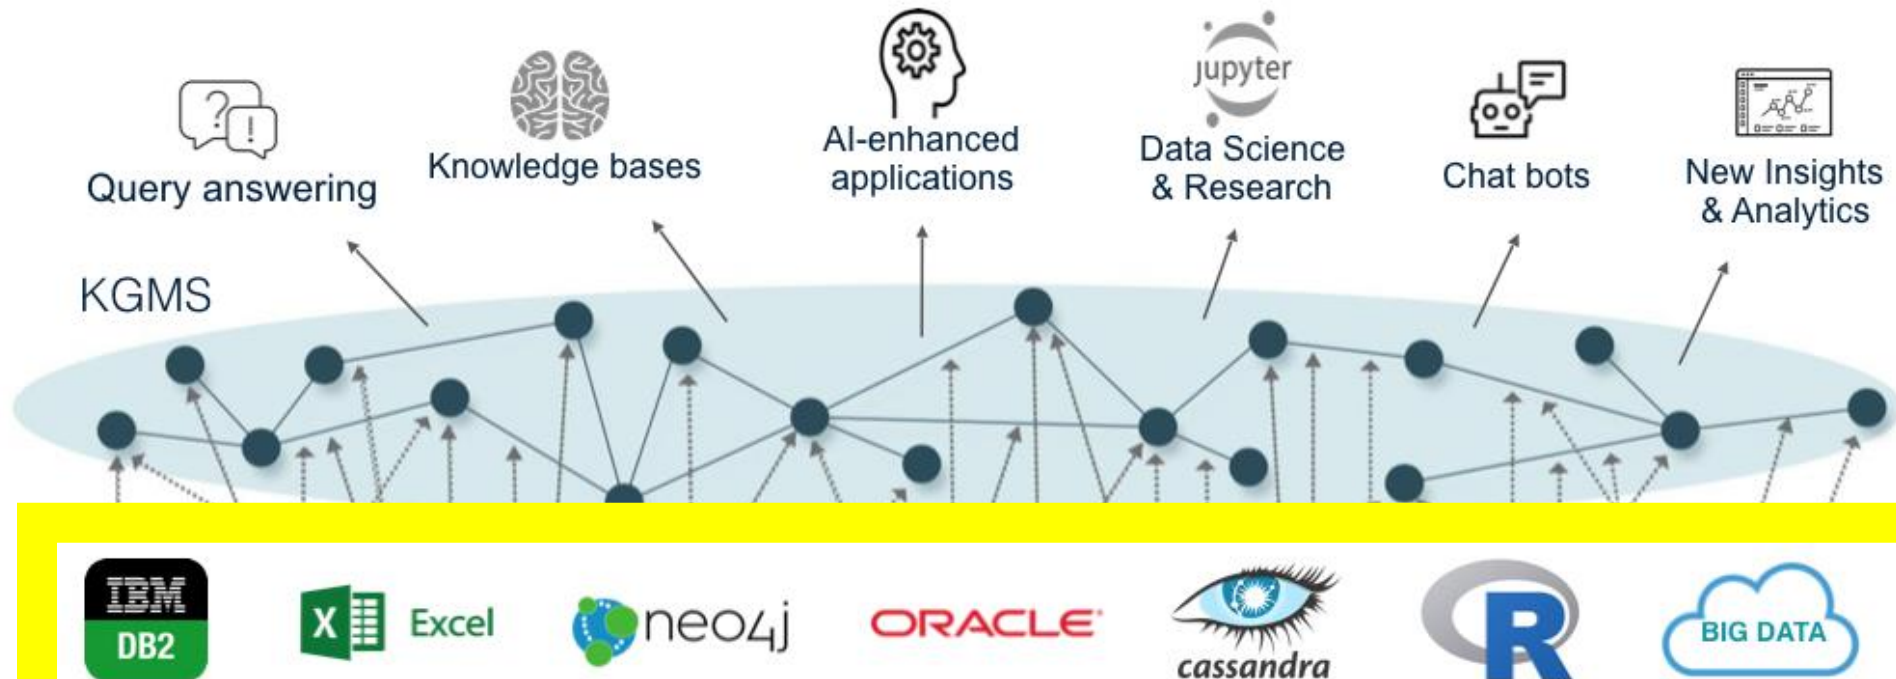 ? !
jupyter
Query answering
Knowledge bases
AI-enhanced
applications
Data Science
& Research
Chat bots
New Insights
& Analytics
KGMS
IBM
DB2
X Excel
neo4j
ORACLE
cassandra
R
BIG DATA